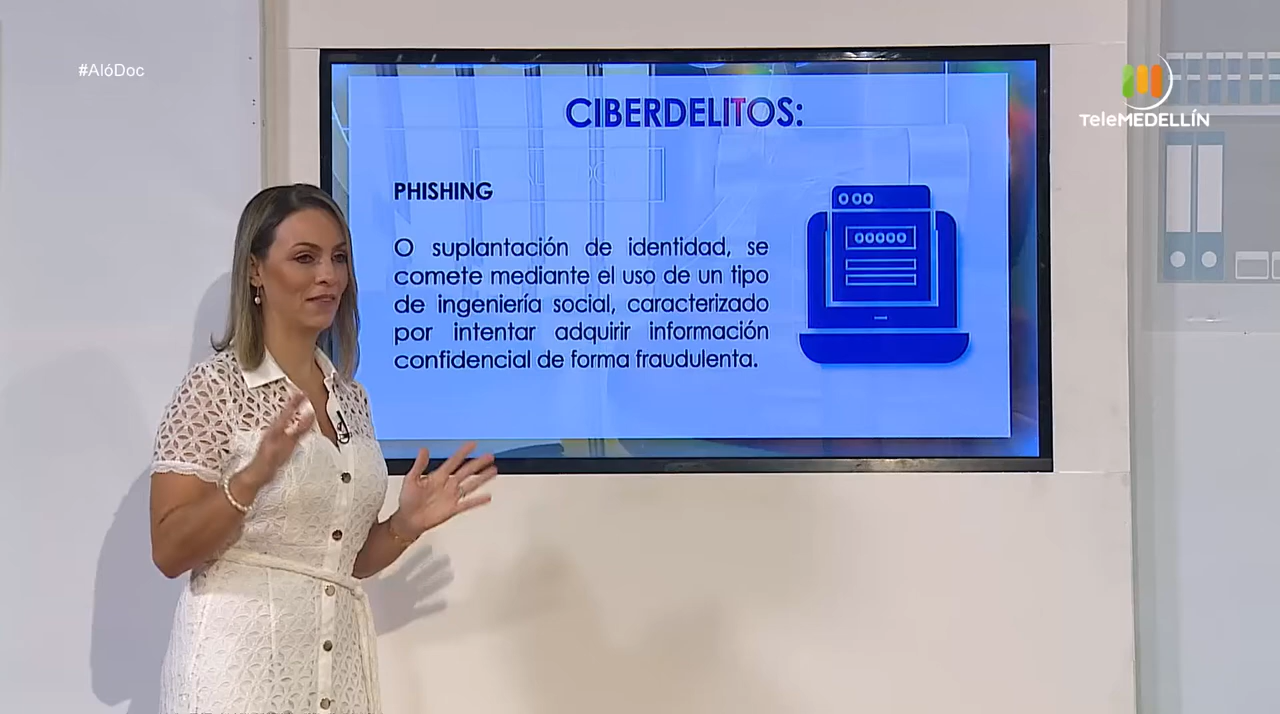 #AlóDoc
TeleMEDELLÍN
CIBERDELITOS:
PHISHING
O suplantación de identidad, se
comete mediante el uso de un tipo
de ingeniería social, caracterizado
por intentar adquirir información
confidencial de forma fraudulenta.